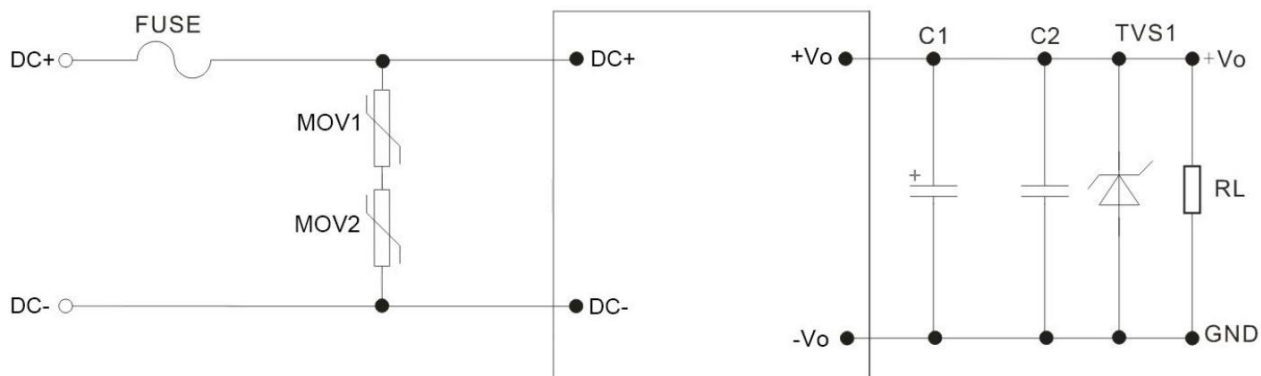 FUSE
DC+
DC+
MOV1
MOV2
DC-
DC-
+Vo
C1
C2
TVS1
+Vo
+
RL
-Vo
GND